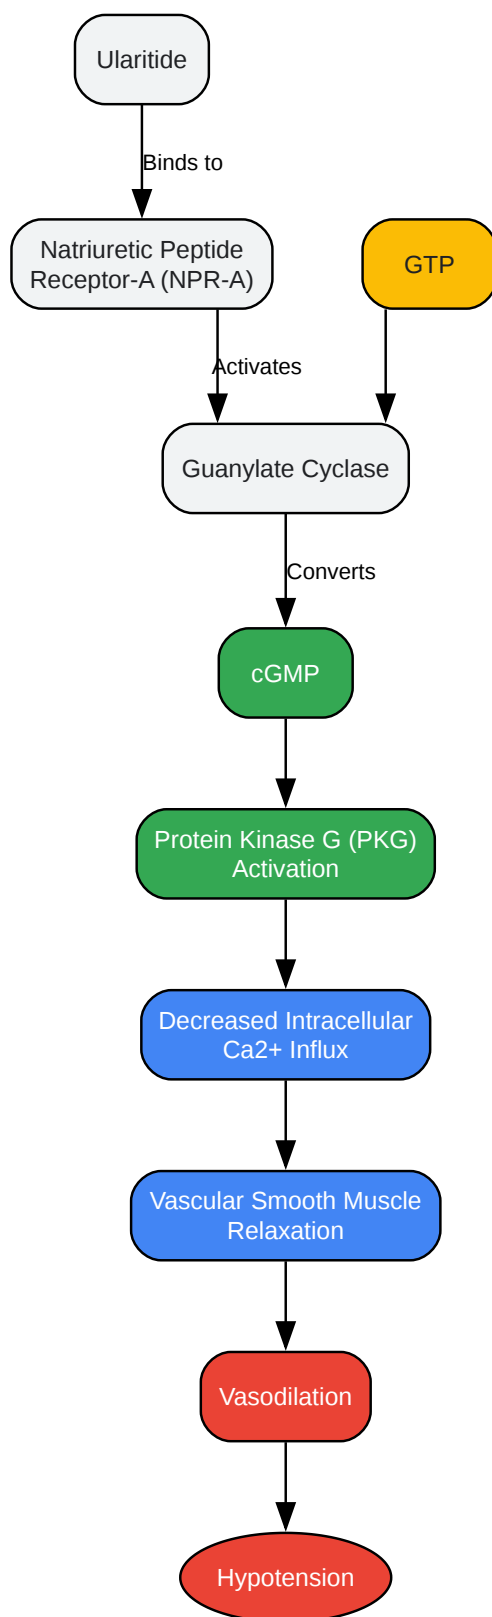 Ularitide
Binds to
Natriuretic Peptide
Receptor-A (NPR-A)
GTP
Activates
Guanylate Cyclase
Converts
cGMP
Protein Kinase G (PKG)
Activation
Decreased Intracellular
Ca2+ Influx
Vascular Smooth Muscle
Relaxation
Vasodilation
Hypotension